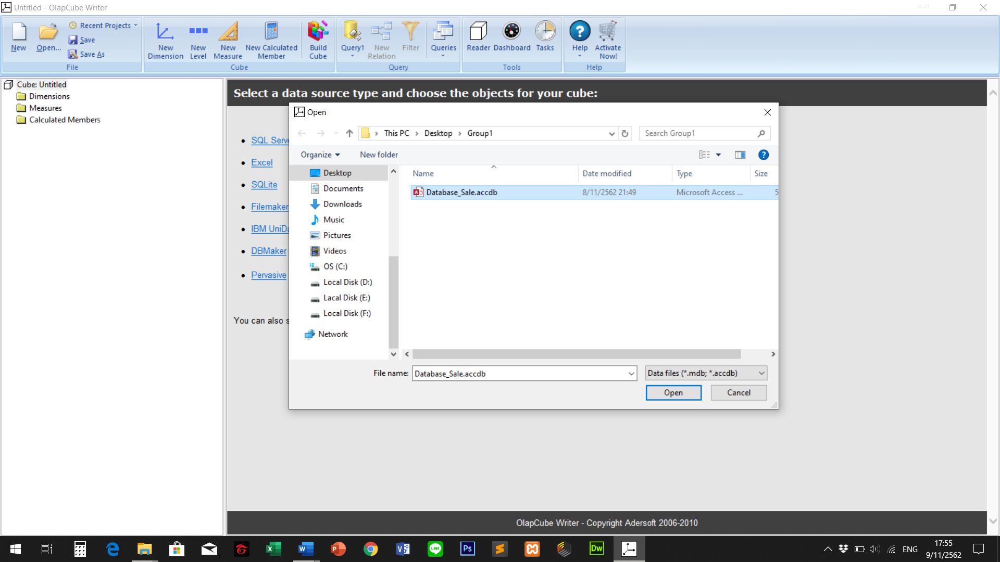 Untitled - OlapCube Writer
New
Open...
Recent Projects
Save
Save As
File
New Dimension
New Level
New Measure
New Calculated Member
Build Cube
Cube
Query1
New Relation
Filter
Queries
Query
Reader
Dashboard
Tasks
Tools
Help
Activate Now!
Help
Cube: Untitled
Dimensions
Measures
Calculated Members
Select a data source type and choose the objects for your cube:
SQL Serve
Excel
SQLite
Filemaker
IBM UniDa
DBMaker
Pervasive
You can also s
Open
This PC > Desktop > Group1
Search Group1
Organize
New folder
Desktop
Documents
Downloads
Music
Pictures
Videos
OS (C:)
Local Disk (D:)
Lacal Disk (E:)
Local Disk (F:)
Network
Name Date modified Type Size
Database_Sale.accdb 8/11/2562 21:49 Microsoft Access ... 5
File name: Database_Sale.accdb
Data files (*.mdb; *.accdb)
Open
Cancel
OlapCube Writer - Copyright Adersoft 2006-2010
LINE
Ps
Dw
ENG
17:55
9/11/2562